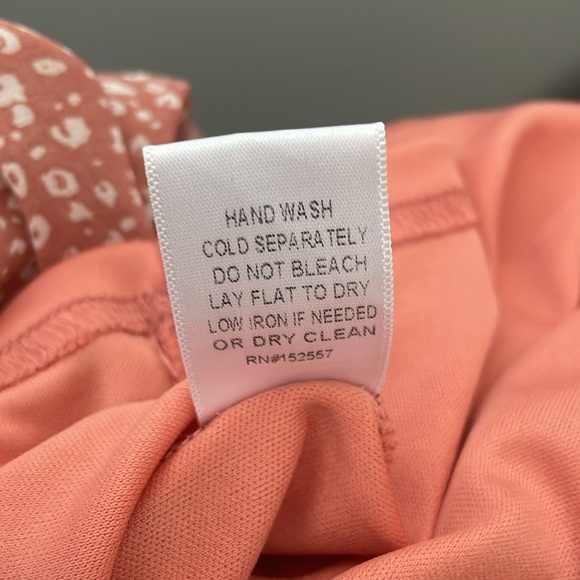 HAND WASH
COLD SEPARATELY
DO NOT BLEACH
LAY FLAT TO DRY
LOW IRON IF NEEDED
OR DRY CLEAN
RN#152557